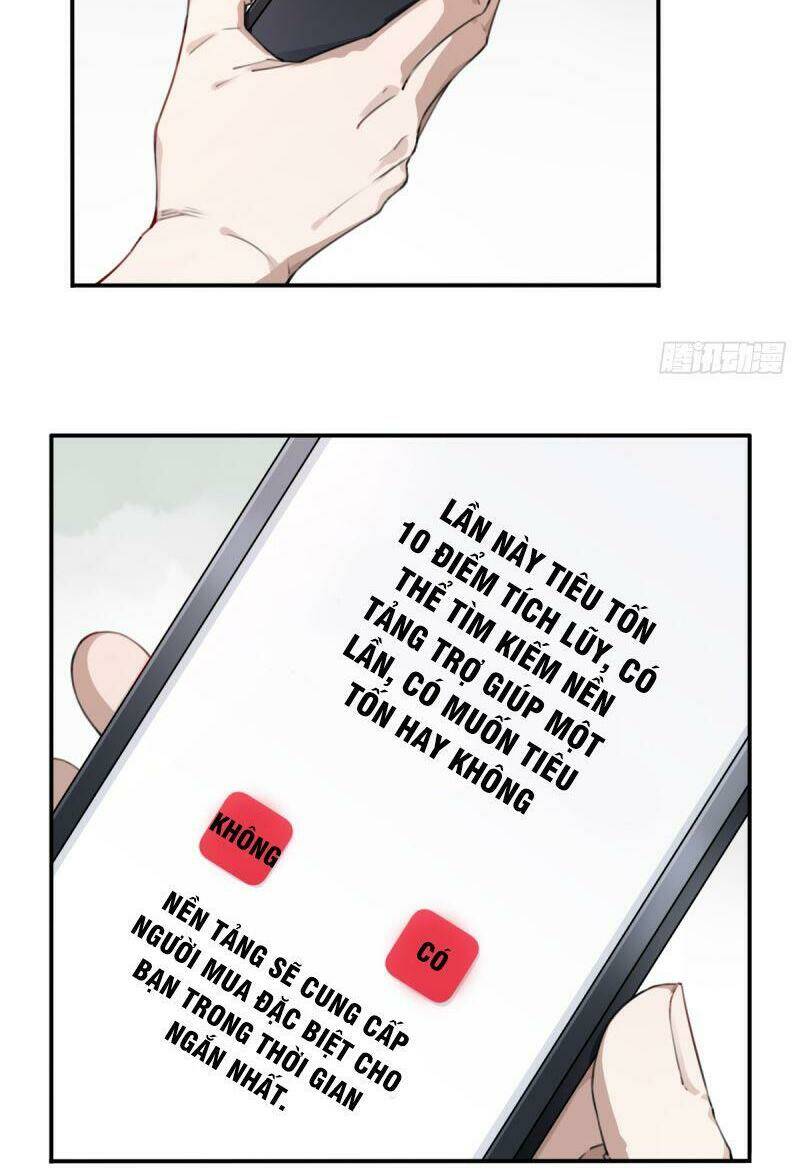 腾讯动漫
LẦN NÀY TIÊU TỐN
10 ĐIỂM TÍCH LŨY, CÓ
THỂ TÌM KIẾM NỀN
TẢNG TRỢ GIÚP MỘT
LẦN, CÓ MUỐN TIÊU
TỐN HAY KHÔNG
KHÔNG
CÓ
NỀN TẢNG SẼ CUNG CẤP
NGƯỜI MUA ĐẶC BIỆT CHO
BẠN TRONG THỜI GIAN
NGẮN NHẤT.